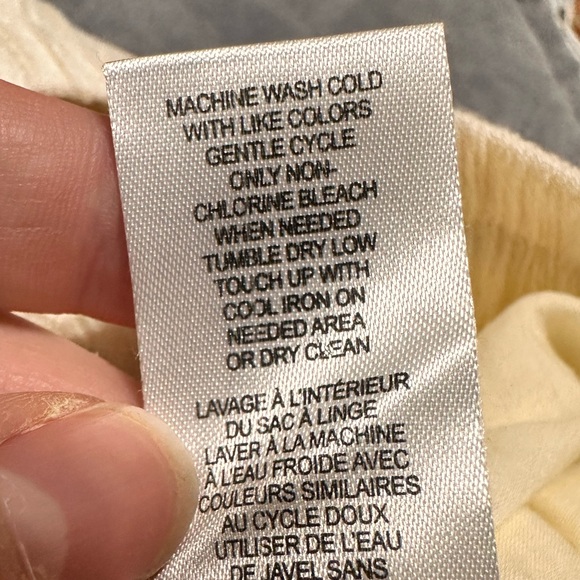 MACHINE WASH COLD
WITH LIKE COLORS
GENTLE CYCLE
ONLY NON-
CHLORINE BLEACH
WHEN NEEDED
TUMBLE DRY LOW
TOUCH UP WITH
COOL IRON ON
NEEDED AREA
OR DRY CLEAN
LAVAGE À L'INTÉRIEUR
DU SAC À LINGE
LAVER À LA MACHINE
À L'EAU FROIDE AVEC
COULEURS SIMILAIRES
AU CYCLE DOUX
UTILISER DE L'EAU
DE JAVEL SANS